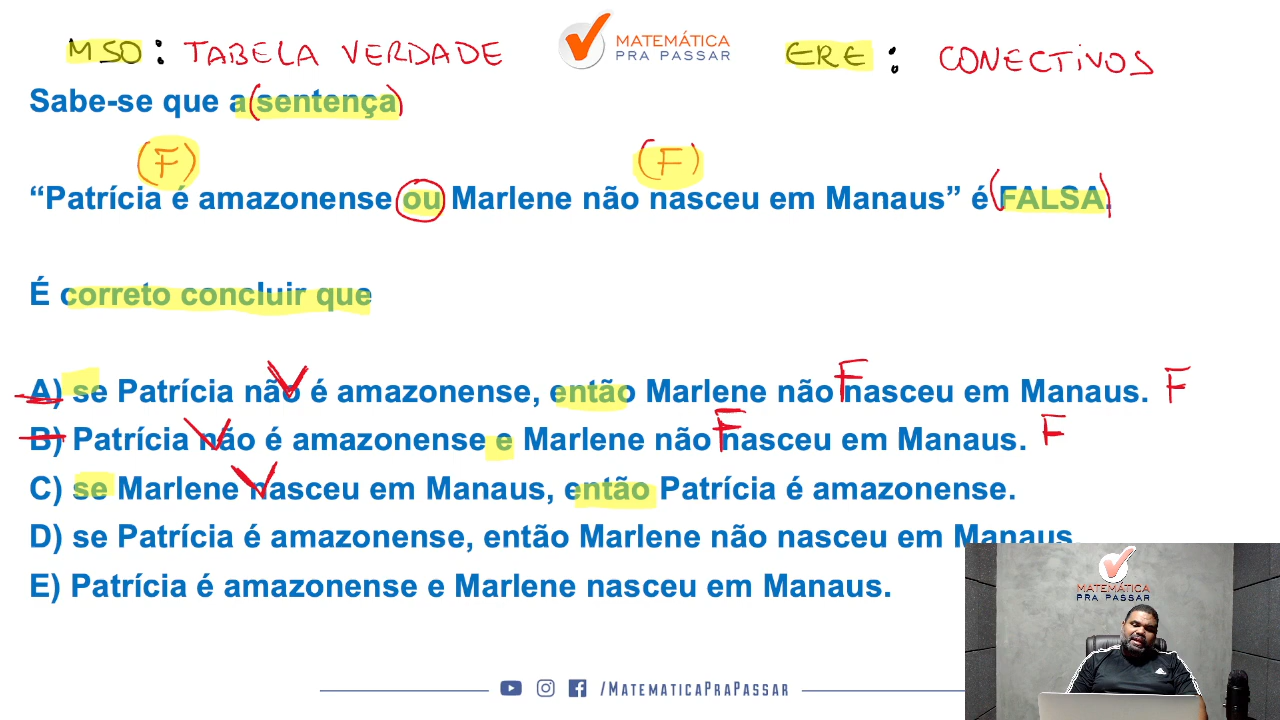 MSO : TABELA VERDADE
MATEMÁTICA
PRA PASSAR
ERE : CONECTIVOS
Sabe-se que a (sentença)
(F) (F)
“Patrícia é amazonense ou Marlene não nasceu em Manaus” é (FALSA.)
É correto concluir que
A) se Patrícia não é amazonense, então Marlene não nasceu em Manaus. F
V F
B) Patrícia não é amazonense e Marlene não nasceu em Manaus. F
V F
C) se Marlene nasceu em Manaus, então Patrícia é amazonense.
V
D) se Patrícia é amazonense, então Marlene não nasceu em Manaus.
E) Patrícia é amazonense e Marlene nasceu em Manaus.
MATEMÁTICA
PRA PASSAR
/MATEMATICAPRAPASSAR